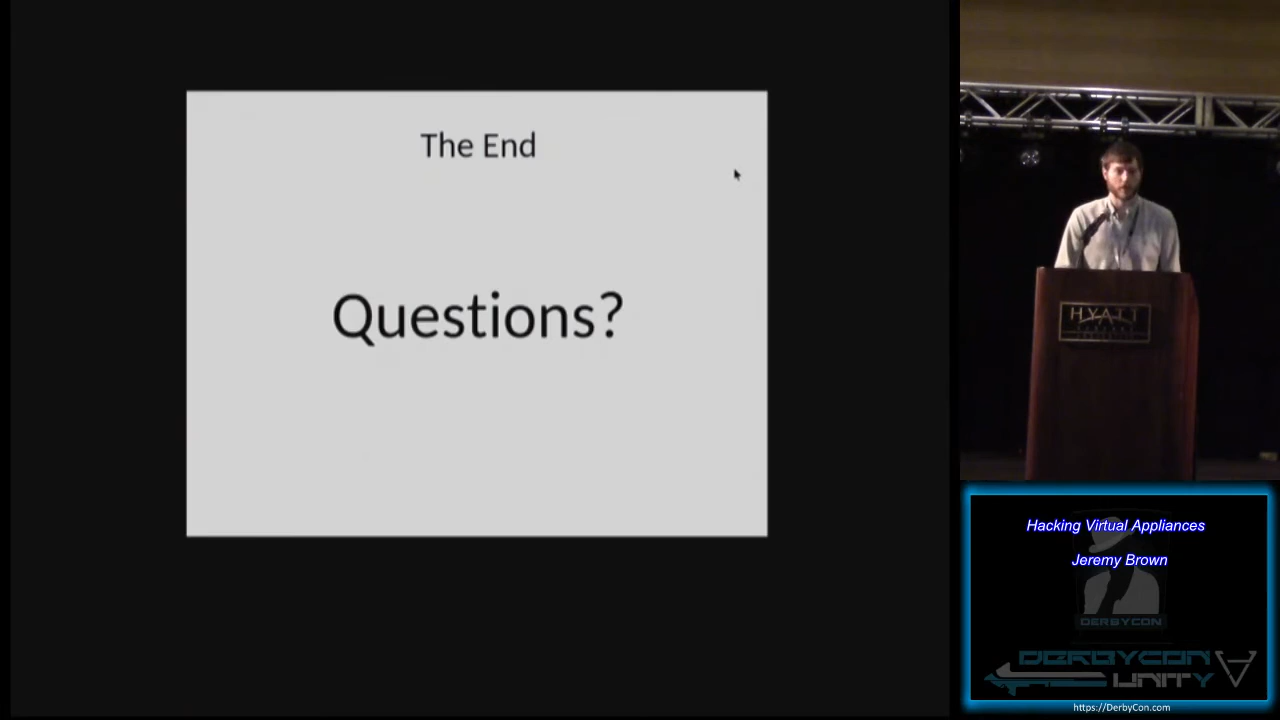 The End
Questions?
HYATT
Hacking Virtual Appliances
Jeremy Brown
DERBYCON
DERBYCON
UNITY
https://DerbyCon.com